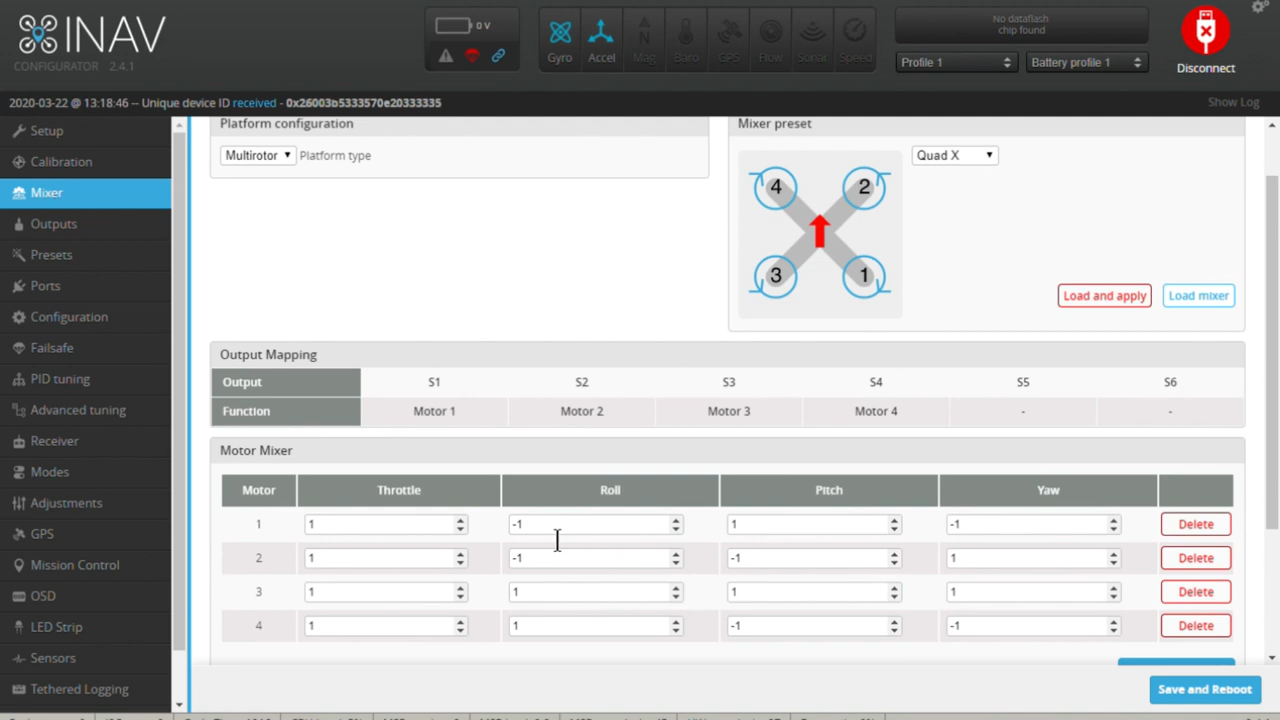 INAV
CONFIGURATOR 2.4.1
0 V
Gyro Accel Mag Baro GPS Flow Sonar Speed
No dataflash
chip found
Profile 1
Battery profile 1
Disconnect
2020-03-22 @ 13:18:46 -- Unique device ID received - 0x26003b5333570e20333335
Show Log
Setup
Calibration
Mixer
Outputs
Presets
Ports
Configuration
Failsafe
PID tuning
Advanced tuning
Receiver
Modes
Adjustments
GPS
Mission Control
OSD
LED Strip
Sensors
Tethered Logging
Platform configuration
Multirotor Platform type
Mixer preset
Quad X
4 2
3 1
Load and apply Load mixer
Output Mapping
Output S1 S2 S3 S4 S5 S6
Function Motor 1 Motor 2 Motor 3 Motor 4 - -
Motor Mixer
Motor Throttle Roll Pitch Yaw
1 1 -1 1 -1 Delete
2 1 -1 -1 1 Delete
3 1 1 1 1 Delete
4 1 1 -1 -1 Delete
Save and Reboot